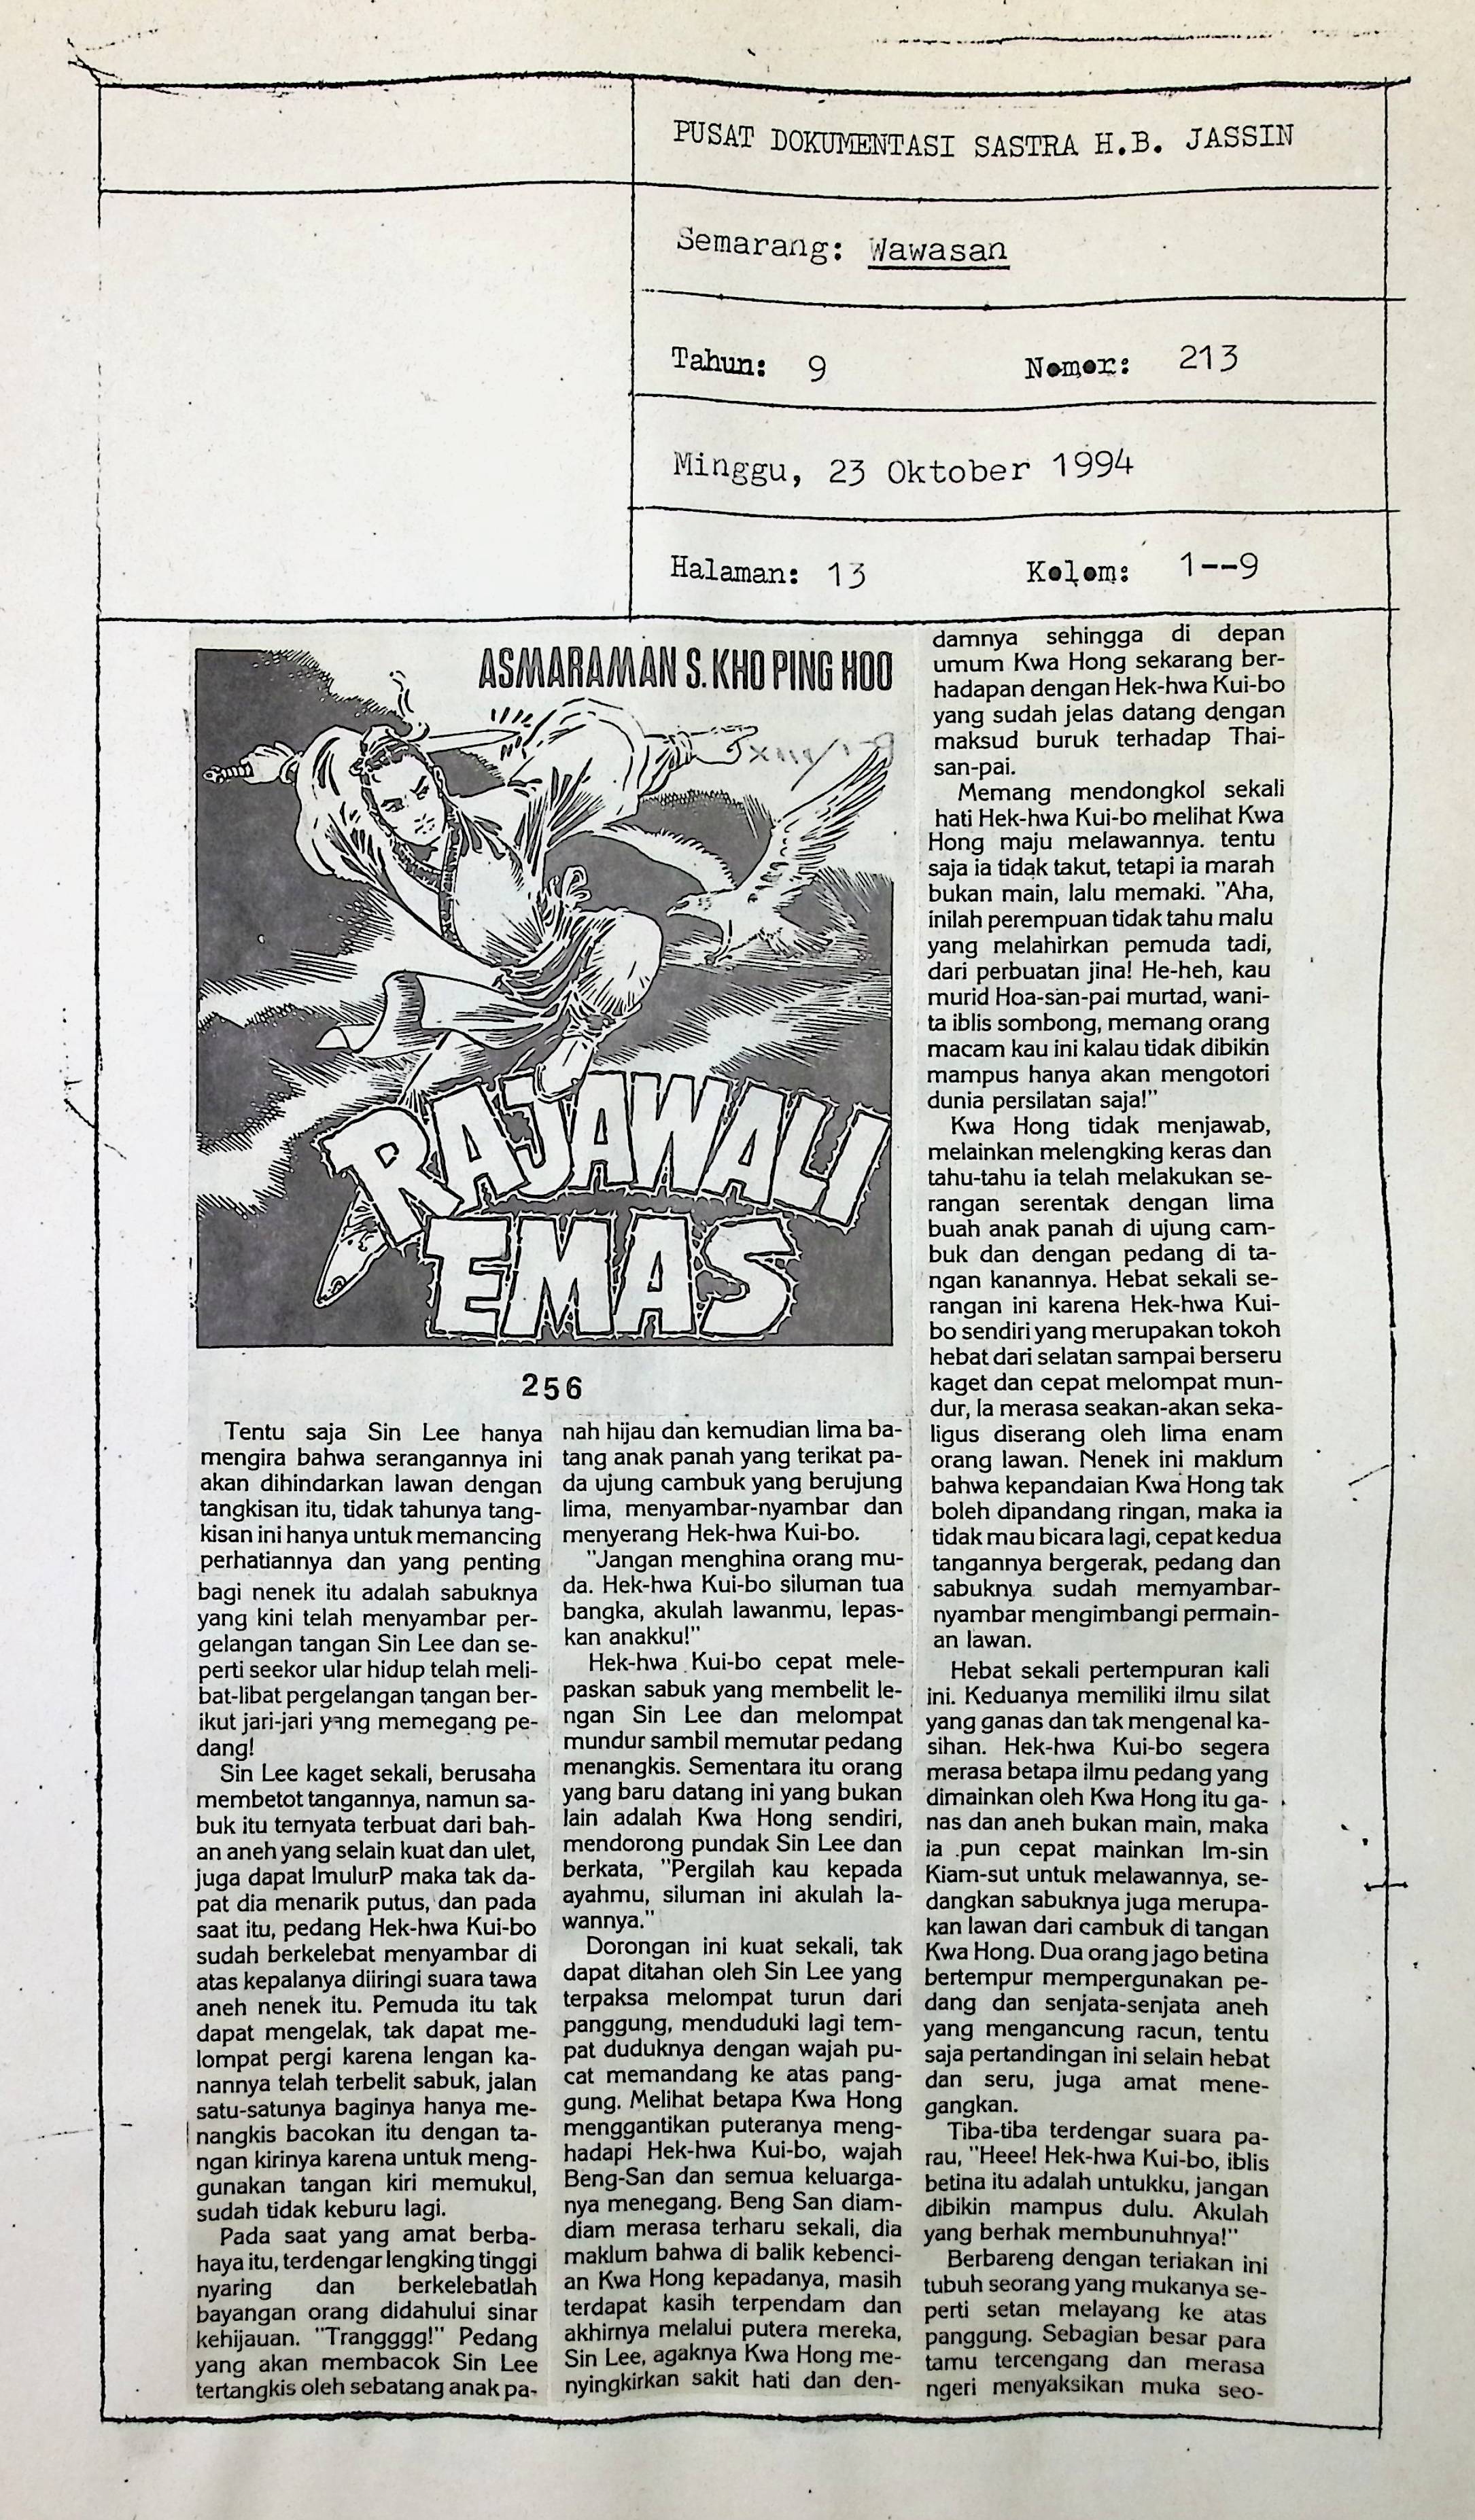 PUSAT DOKUMENTASI SASTRA H.B. JASSIN
Semarang: Wawasan
Tahun: 9 Nomor: 213
Minggu, 23 Oktober 1994
Halaman: 13 Kolom: 1--9
ASMARAMAN S. KHO PING HOO
RAJAWALI
EMAS
256
Tentu saja Sin Lee hanya
mengira bahwa serangannya ini
akan dihindarkan lawan dengan
tangkisan itu, tidak tahunya tang-
kisan ini hanya untuk memancing
perhatiannya dan yang penting
bagi nenek itu adalah sabuknya
yang kini telah menyambar per-
gelangan tangan Sin Lee dan se-
perti seekor ular hidup telah meli-
bat-libat pergelangan tangan ber-
ikut jari-jari yang memegang pe-
dang!
Sin Lee kaget sekali, berusaha
membetot tangannya, namun sa-
buk itu ternyata terbuat dari bah-
an aneh yang selain kuat dan ulet,
juga dapat lmulurP maka tak da-
pat dia menarik putus, dan pada
saat itu, pedang Hek-hwa Kui-bo
sudah berkelebat menyambar di
atas kepalanya diiringi suara tawa
aneh nenek itu. Pemuda itu tak
dapat mengelak, tak dapat me-
lompat pergi karena lengan ka-
nannya telah terbelit sabuk, jalan
satu-satunya baginya hanya me-
nangkis bacokan itu dengan ta-
ngan kirinya karena untuk meng-
gunakan tangan kiri memukul,
sudah tidak keburu lagi.
Pada saat yang amat berba-
haya itu, terdengar lengking tinggi
nyaring dan berkelebatlah
bayangan orang didahului sinar
kehijauan. "Trangggg!" Pedang
yang akan membacok Sin Lee
tertangkis oleh sebatang anak pa-
nah hijau dan kemudian lima ba-
tang anak panah yang terikat pa-
da ujung cambuk yang berujung
lima, menyambar-nyambar dan
menyerang Hek-hwa Kui-bo.
"Jangan menghina orang mu-
da. Hek-hwa Kui-bo siluman tua
bangka, akulah lawanmu, lepas-
kan anakku!"
Hek-hwa Kui-bo cepat mele-
paskan sabuk yang membelit le-
ngan Sin Lee dan melompat
mundur sambil memutar pedang
menangkis. Sementara itu orang
yang baru datang ini yang bukan
lain adalah Kwa Hong sendiri,
mendorong pundak Sin Lee dan
berkata, "Pergilah kau kepada
ayahmu, siluman ini akulah la-
wannya."
Dorongan ini kuat sekali, tak
dapat ditahan oleh Sin Lee yang
terpaksa melompat turun dari
panggung, menduduki lagi tem-
pat duduknya dengan wajah pu-
cat memandang ke atas pang-
gung. Melihat betapa Kwa Hong
menggantikan puteranya meng-
hadapi Hek-hwa Kui-bo, wajah
Beng-San dan semua keluarga-
nya menegang. Beng San diam-
diam merasa terharu sekali, dia
maklum bahwa di balik kebenci-
an Kwa Hong kepadanya, masih
terdapat kasih terpendam dan
akhirnya melalui putera mereka,
Sin Lee, agaknya Kwa Hong me-
nyingkirkan sakit hati dan den-
damnya sehingga di depan
umum Kwa Hong sekarang ber-
hadapan dengan Hek-hwa Kui-bo
yang sudah jelas datang dengan
maksud buruk terhadap Thai-
san-pai.
Memang mendongkol sekali
hati Hek-hwa Kui-bo melihat Kwa
Hong maju melawannya. tentu
saja ia tidak takut, tetapi ia marah
bukan main, lalu memaki. "Aha,
inilah perempuan tidak tahu malu
yang melahirkan pemuda tadi,
dari perbuatan jina! He-heh, kau
murid Hoa-san-pai murtad, wani-
ta iblis sombong, memang orang
macam kau ini kalau tidak dibikin
mampus hanya akan mengotori
dunia persilatan saja!"
Kwa Hong tidak menjawab,
melainkan melengking keras dan
tahu-tahu ia telah melakukan se-
rangan serentak dengan lima
buah anak panah di ujung cam-
buk dan dengan pedang di ta-
ngan kanannya. Hebat sekali se-
rangan ini karena Hek-hwa Kui-
bo sendiri yang merupakan tokoh
hebat dari selatan sampai berseru
kaget dan cepat melompat mun-
dur, Ia merasa seakan-akan seka-
ligus diserang oleh lima enam
orang lawan. Nenek ini maklum
bahwa kepandaian Kwa Hong tak
boleh dipandang ringan, maka ia
tidak mau bicara lagi, cepat kedua
tangannya bergerak, pedang dan
sabuknya sudah memyambar-
nyambar mengimbangi permain-
an lawan.
Hebat sekali pertempuran kali
ini. Keduanya memiliki ilmu silat
yang ganas dan tak mengenal ka-
sihan. Hek-hwa Kui-bo segera
merasa betapa ilmu pedang yang
dimainkan oleh Kwa Hong itu ga-
nas dan aneh bukan main, maka
ia pun cepat mainkan Im-sin
Kiam-sut untuk melawannya, se-
dangkan sabuknya juga merupa-
kan lawan dari cambuk di tangan
Kwa Hong. Dua orang jago betina
bertempur mempergunakan pe-
dang dan senjata-senjata aneh
yang mengancung racun, tentu
saja pertandingan ini selain hebat
dan seru, juga amat mene-
gangkan.
Tiba-tiba terdengar suara pa-
rau, "Heee! Hek-hwa Kui-bo, iblis
betina itu adalah untukku, jangan
dibikin mampus dulu. Akulah
yang berhak membunuhnya!"
Berbareng dengan teriakan ini
tubuh seorang yang mukanya se-
perti setan melayang ke atas
panggung. Sebagian besar para
tamu tercengang dan merasa
ngeri menyaksikan muka seo-